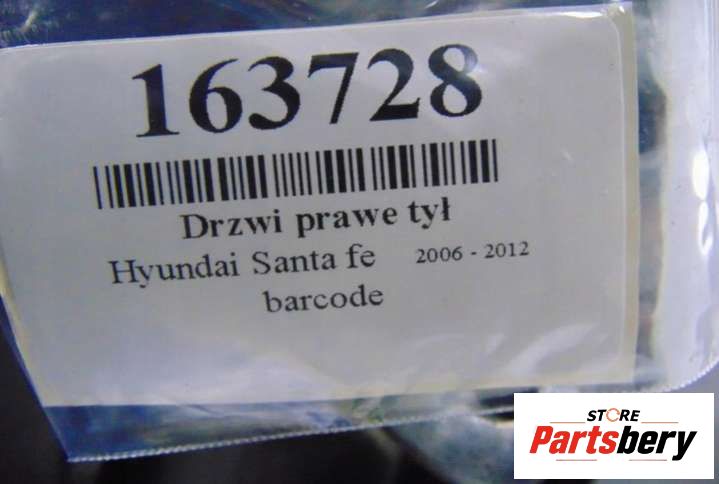 163728
Drzwi prawe tył
Hyundai Santa fe 2006 - 2012
barcode
STORE
Partsbery